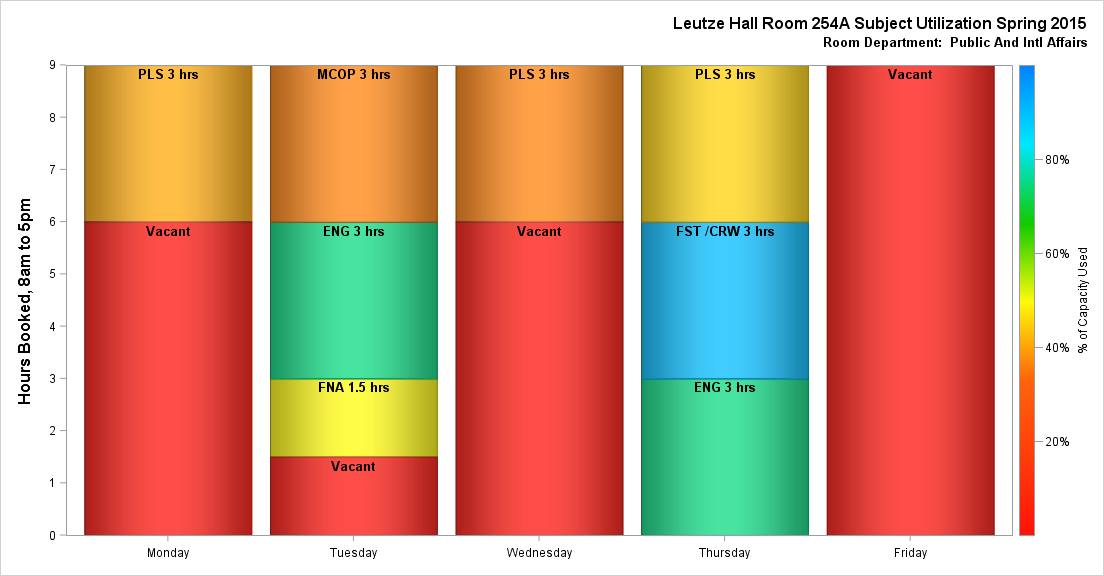 Leutze Hall Room 254A Subject Utilization Spring 2015
Room Department:  Public And Intl Affairs
Hours Booked, 8am to 5pm
9
8
7
6
5
4
3
2
1
0
PLS 3 hrs
Vacant
MCOP 3 hrs
ENG 3 hrs
FNA 1.5 hrs
Vacant
PLS 3 hrs
Vacant
PLS 3 hrs
FST /CRW 3 hrs
ENG 3 hrs
Vacant
Monday
Tuesday
Wednesday
Thursday
Friday
80%
60%
40%
20%
% of Capacity Used